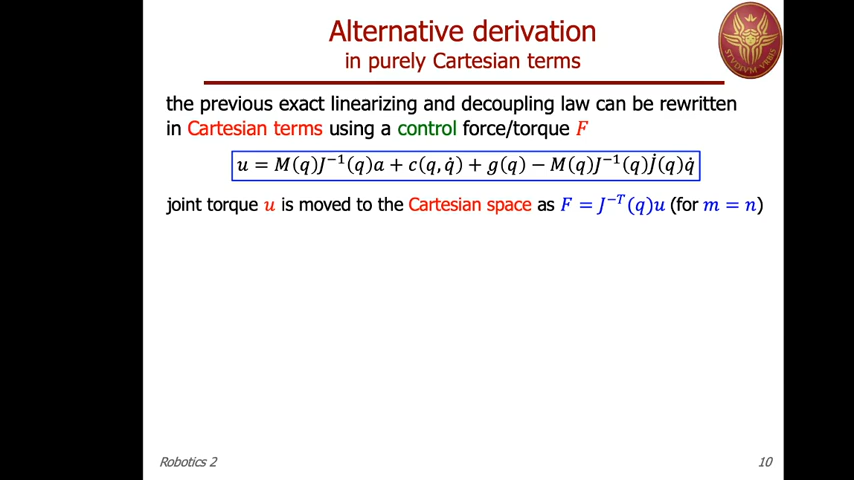 Alternative derivation
in purely Cartesian terms
STVDIVM VRBIS
the previous exact linearizing and decoupling law can be rewritten
in Cartesian terms using a control force/torque F
u = M(q)J⁻¹(q)a + c(q, q̇) + g(q) − M(q)J⁻¹(q)J̇(q)q̇
joint torque u is moved to the Cartesian space as F = J⁻ᵀ(q)u (for m = n)
Robotics 2
10